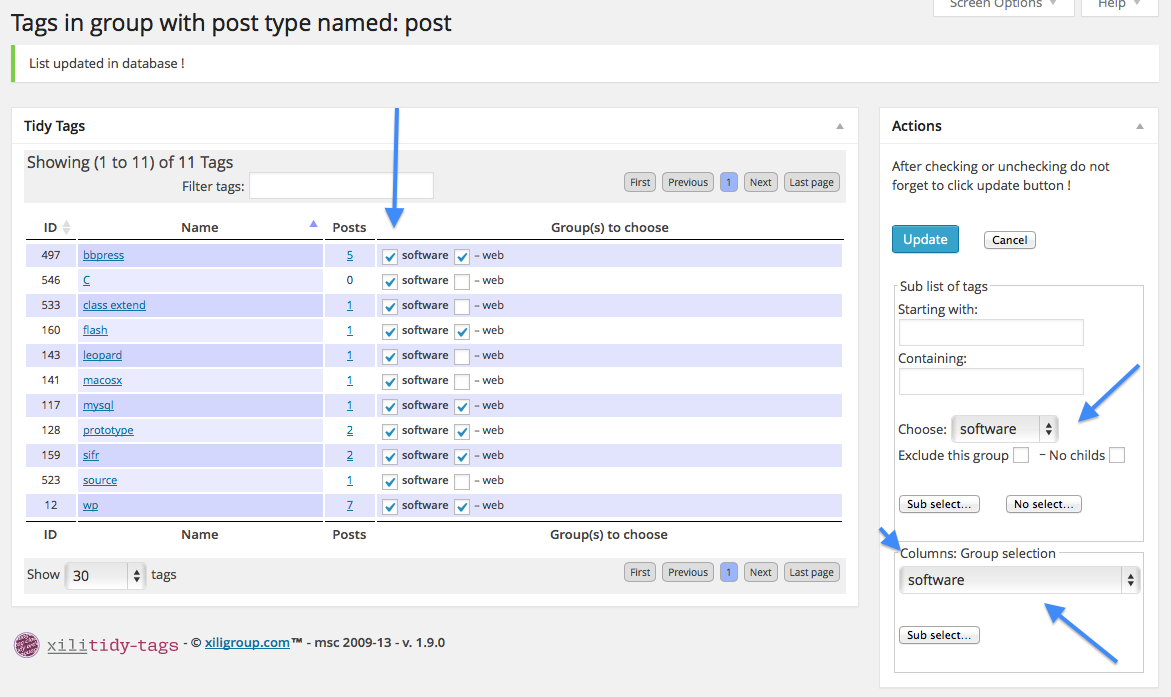 Screen Options Help
Tags in group with post type named: post
List updated in database !
Tidy Tags
Showing (1 to 11) of 11 Tags
Filter tags:
First Previous 1 Next Last page
ID Name Posts Group(s) to choose
497 bbpress 5 software – web
546 C 0 software – web
533 class extend 1 software – web
160 flash 1 software – web
143 leopard 1 software – web
141 macosx 1 software – web
117 mysql 1 software – web
128 prototype 2 software – web
159 sifr 2 software – web
523 source 1 software – web
12 wp 7 software – web
ID Name Posts Group(s) to choose
Show 30 tags
First Previous 1 Next Last page
xilitidy-tags - © xiligroup.com™ - msc 2009-13 - v. 1.9.0
Actions
After checking or unchecking do not
forget to click update button !
Update Cancel
Sub list of tags
Starting with:
Containing:
Choose: software
Exclude this group – No childs
Sub select... No select...
Columns: Group selection
software
Sub select...